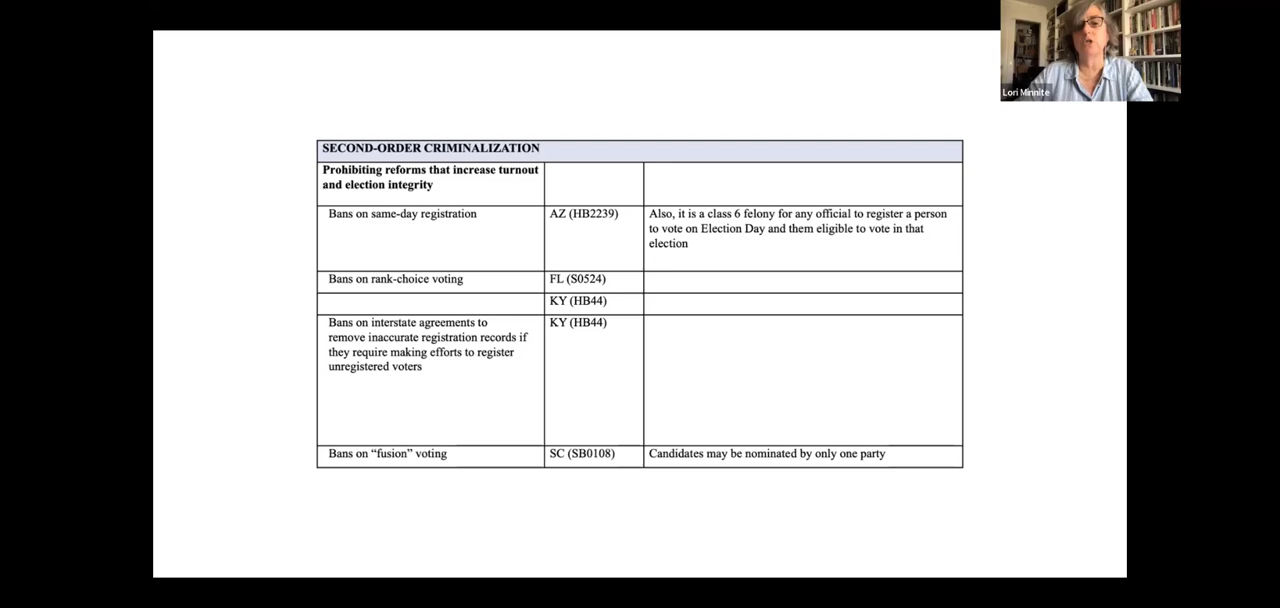 Lori Minnite
SECOND-ORDER CRIMINALIZATION
Prohibiting reforms that increase turnout
and election integrity
Bans on same-day registration
AZ (HB2239)
Also, it is a class 6 felony for any official to register a person
to vote on Election Day and them eligible to vote in that
election
Bans on rank-choice voting
FL (S0524)
KY (HB44)
Bans on interstate agreements to
remove inaccurate registration records if
they require making efforts to register
unregistered voters
KY (HB44)
Bans on “fusion” voting
SC (SB0108)
Candidates may be nominated by only one party